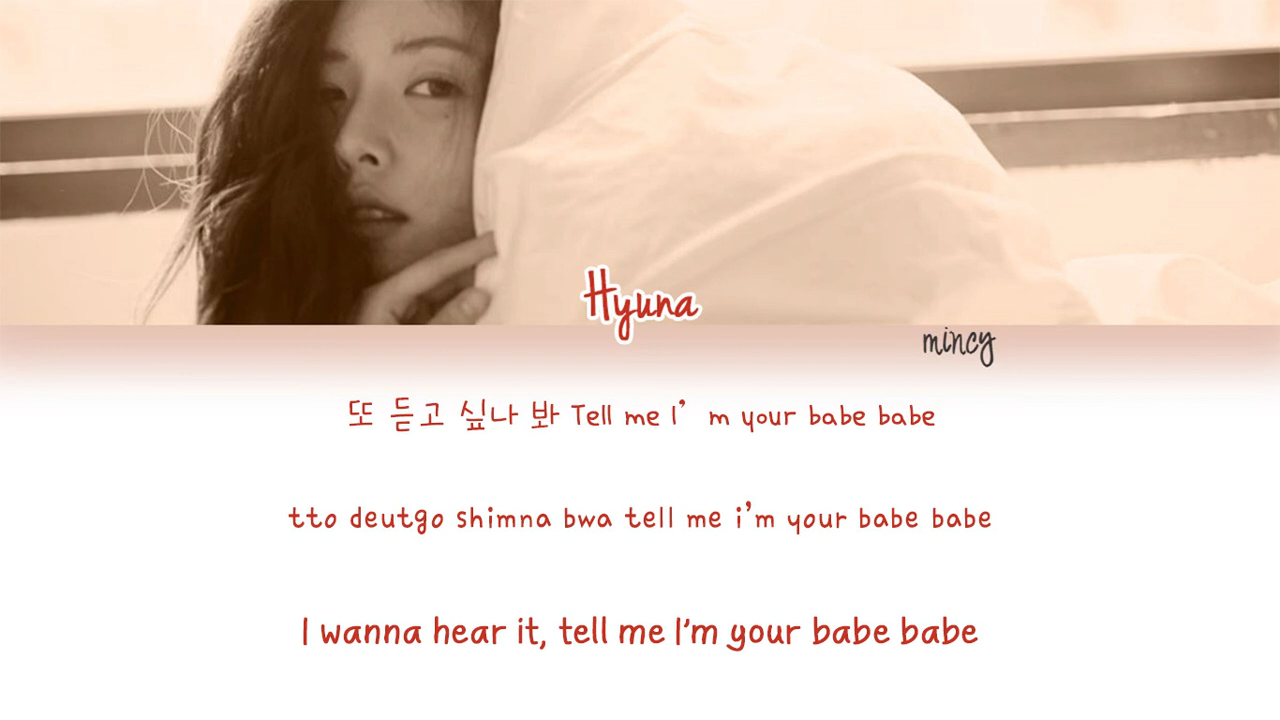 Hyuna
mincy
또 듣고 싶나 봐 Tell me I’m your babe babe
tto deutgo shimna bwa tell me i’m your babe babe
I wanna hear it, tell me I’m your babe babe